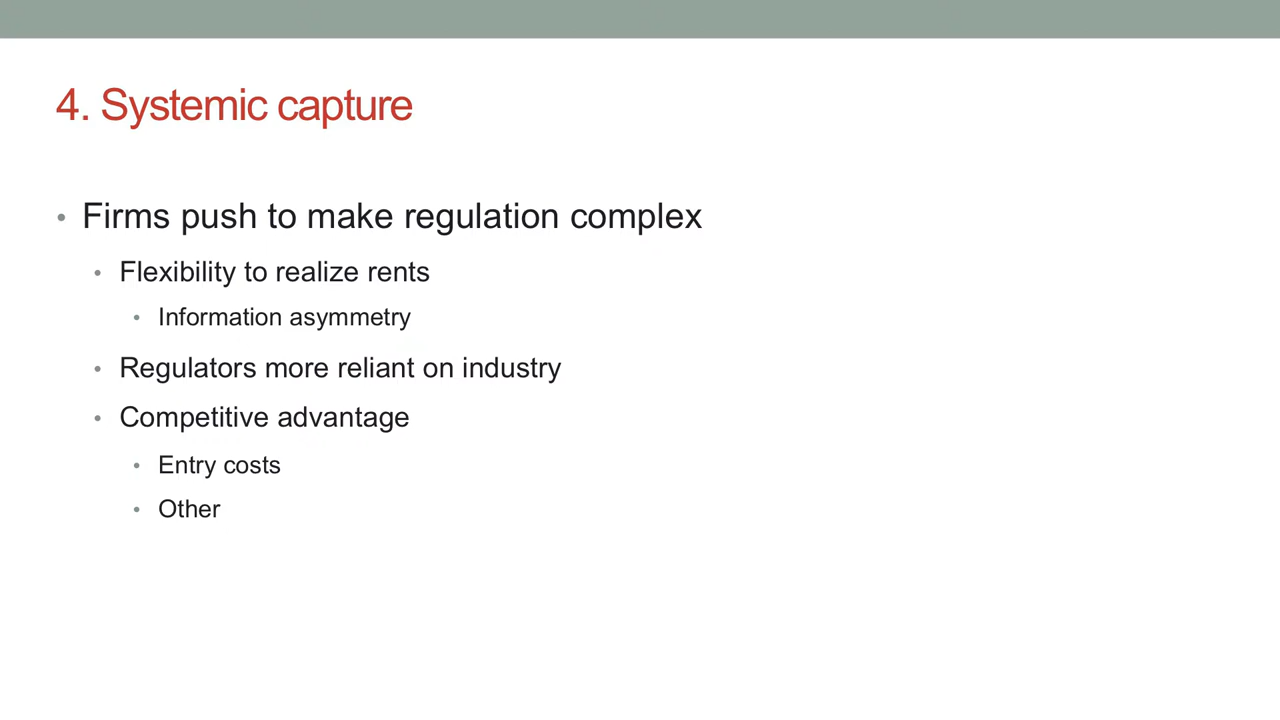 4. Systemic capture
• Firms push to make regulation complex
• Flexibility to realize rents
• Information asymmetry
• Regulators more reliant on industry
• Competitive advantage
• Entry costs
• Other